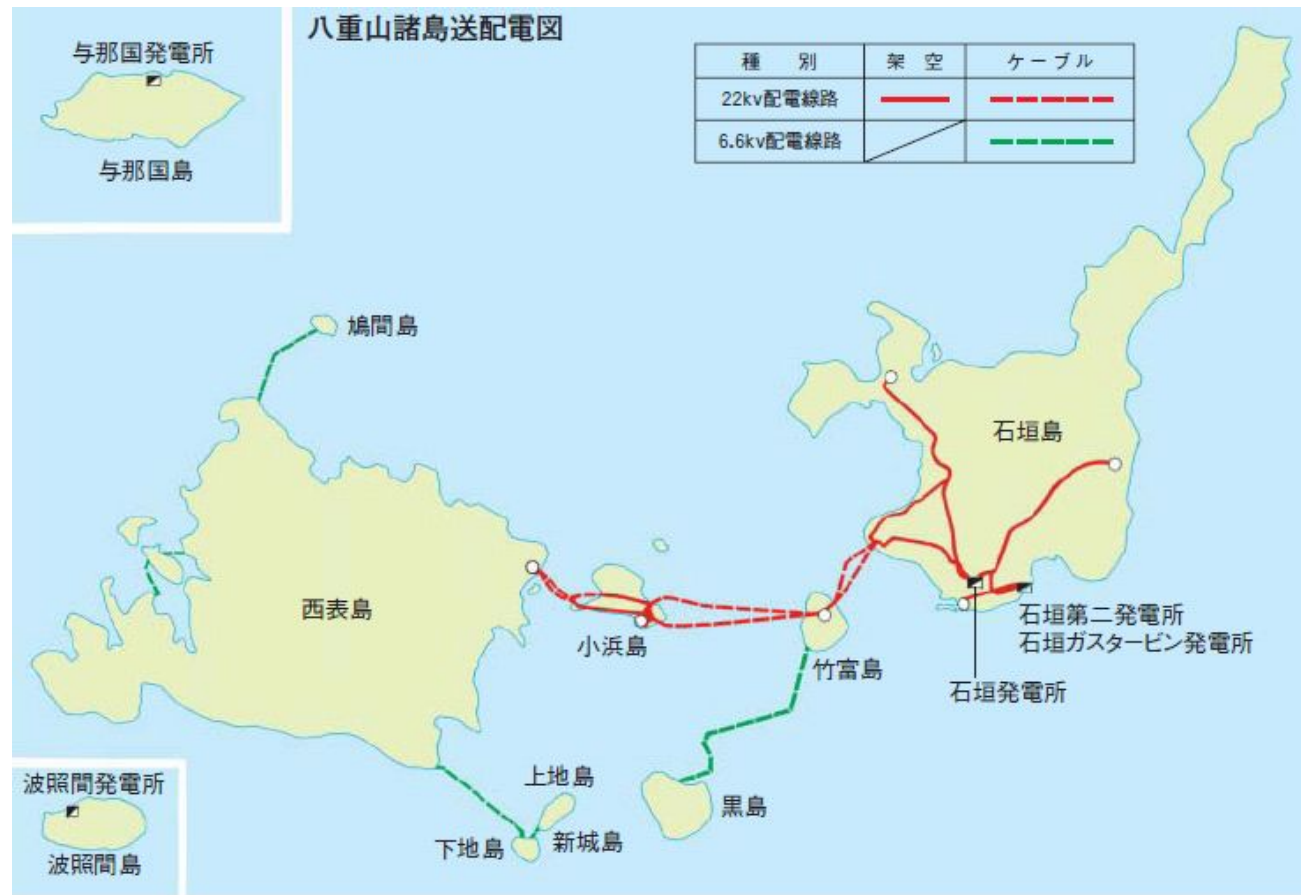 八重山諸島送配電図
種 別 架 空 ケーブル
22kv配電線路
6.6kv配電線路
与那国発電所
与那国島
鳩間島
石垣島
西表島
小浜島
竹富島
石垣第二発電所
石垣ガスタービン発電所
石垣発電所
波照間発電所
波照間島
上地島
下地島
新城島
黒島